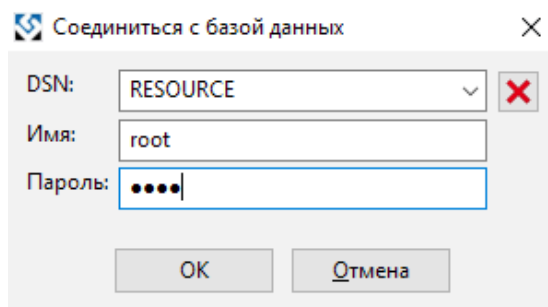 Соединиться с базой данных
DSN: RESOURCE
Имя: root
Пароль: ••••
OK Отмена